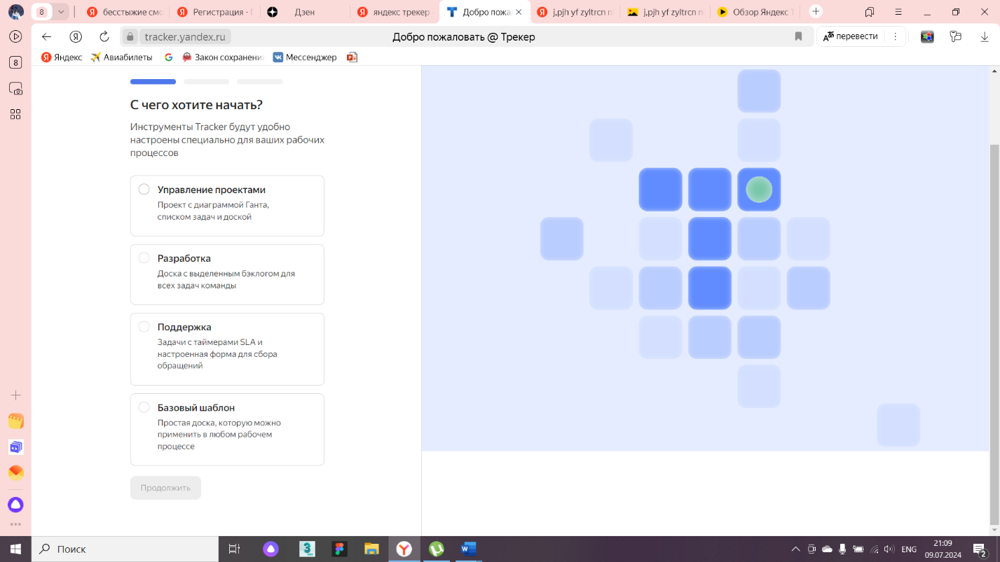 8
бесстыжие смо
Регистрация - Г
Дзен
яндекс трекер -
Добро пожа
j,pjh yf zyltrcn n
j,pjh yf zyltrcn n
Обзор Яндекс Т
tracker.yandex.ru
Добро пожаловать @ Трекер
перевести
Яндекс
Авиабилеты
Закон сохранени
Мессенджер
8
С чего хотите начать?
Инструменты Tracker будут удобно
настроены специально для ваших рабочих
процессов
Управление проектами
Проект с диаграммой Ганта,
списком задач и доской
Разработка
Доска с выделенным бэклогом для
всех задач команды
Поддержка
Задачи с таймерами SLA и
настроенная форма для сбора
обращений
Базовый шаблон
Простая доска, которую можно
применить в любом рабочем
процессе
Продолжить
Поиск
ENG
21:09
09.07.2024
2